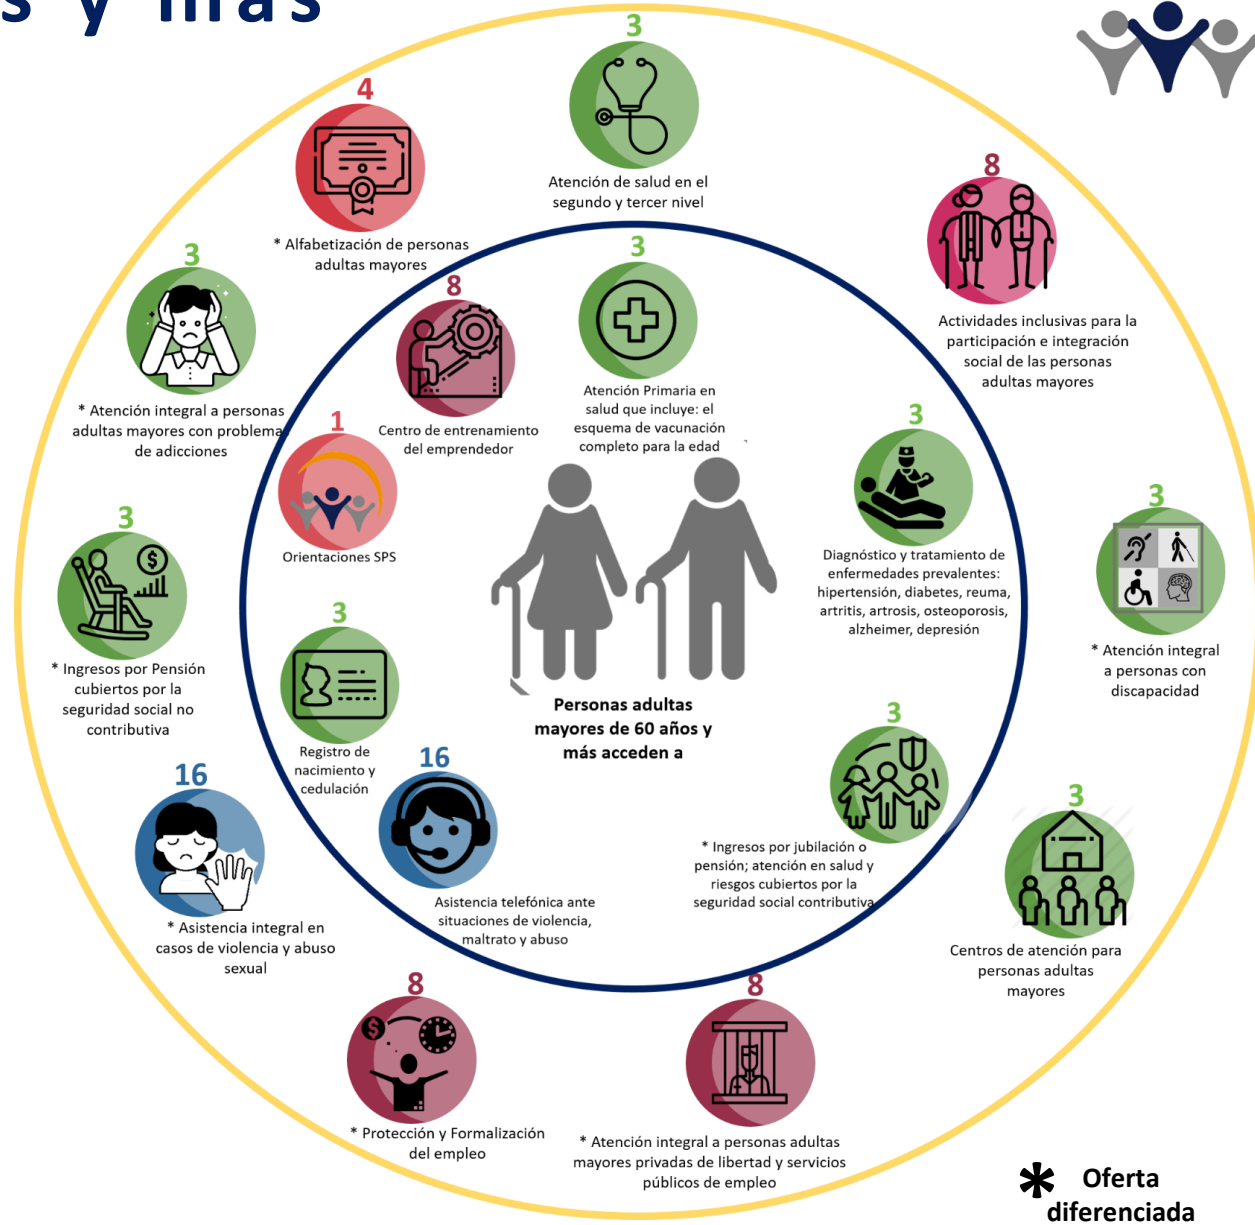 s y más
3
Atención de salud en el
segundo y tercer nivel
4
* Alfabetización de personas
adultas mayores
8
Actividades inclusivas para la
participación e integración
social de las personas
adultas mayores
3
* Atención integral a personas
adultas mayores con problemas
de adicciones
8
Centro de entrenamiento
del emprendedor
3
Atención Primaria en
salud que incluye: el
esquema de vacunación
completo para la edad
1
Orientaciones SPS
3
Diagnóstico y tratamiento de
enfermedades prevalentes:
hipertensión, diabetes, reuma,
artritis, artrosis, osteoporosis,
alzheimer, depresión
3
* Atención integral
a personas con
discapacidad
3
$
* Ingresos por Pensión
cubiertos por la
seguridad social no
contributiva
3
Registro de
nacimiento y
cedulación
Personas adultas
mayores de 60 años y
más acceden a
16
* Asistencia integral en
casos de violencia y abuso
sexual
16
Asistencia telefónica ante
situaciones de violencia,
maltrato y abuso
3
* Ingresos por jubilación o
pensión; atención en salud y
riesgos cubiertos por la
seguridad social contributiva
3
Centros de atención para
personas adultas
mayores
8
$
* Protección y Formalización
del empleo
8
* Atención integral a personas adultas
mayores privadas de libertad y servicios
públicos de empleo
* Oferta
diferenciada